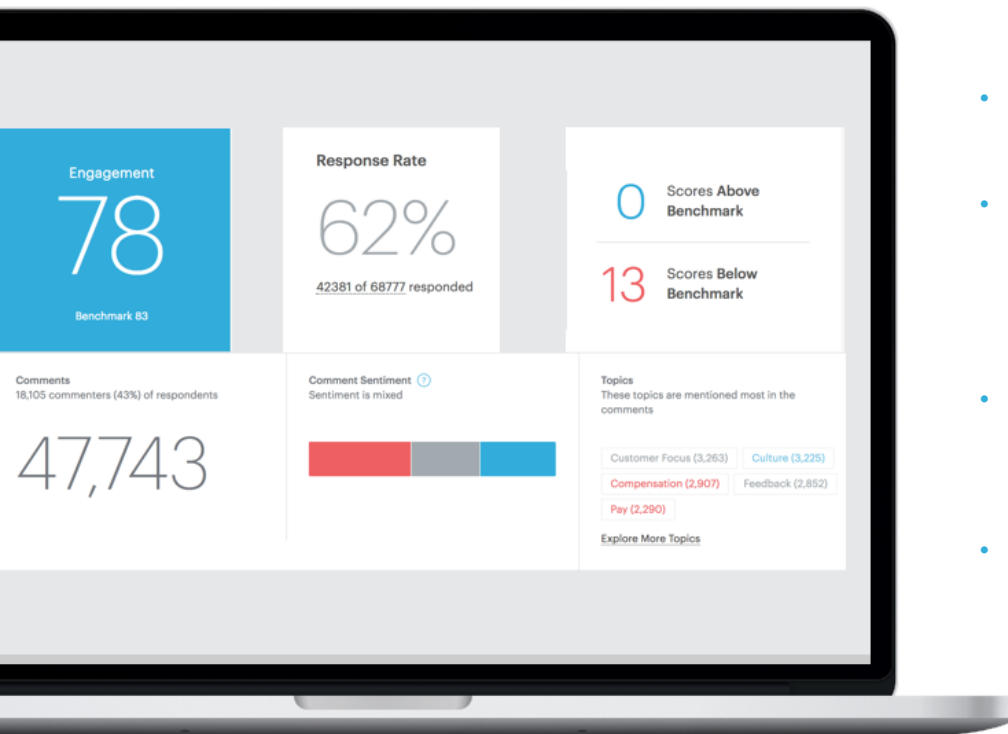 Engagement
78
Benchmark 83
Response Rate
62%
42381 of 68777 responded
0
Scores Above
Benchmark
13
Scores Below
Benchmark
Comments
18,105 commenters (43%) of respondents
47,743
Comment Sentiment ?
Sentiment is mixed
Topics
These topics are mentioned most in the
comments
Customer Focus (3,263)
Culture (3,225)
Compensation (2,907)
Feedback (2,852)
Pay (2,290)
Explore More Topics